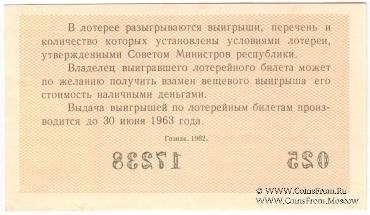 В лотерее разыгрываются выигрыши, перечень и
количество которых установлены условиями лотереи,
утвержденными Советом Министров республики.
Владелец выигравшего лотерейного билета может
по желанию получить взамен вещевого выигрыша его
стоимость наличными деньгами.
Выдача выигрышей по лотерейным билетам произ-
водится до 30 июня 1963 года.
Гознак. 1962.
17238 025
© www.CoinsFrom.Ru
www.CoinsFrom.Moscow